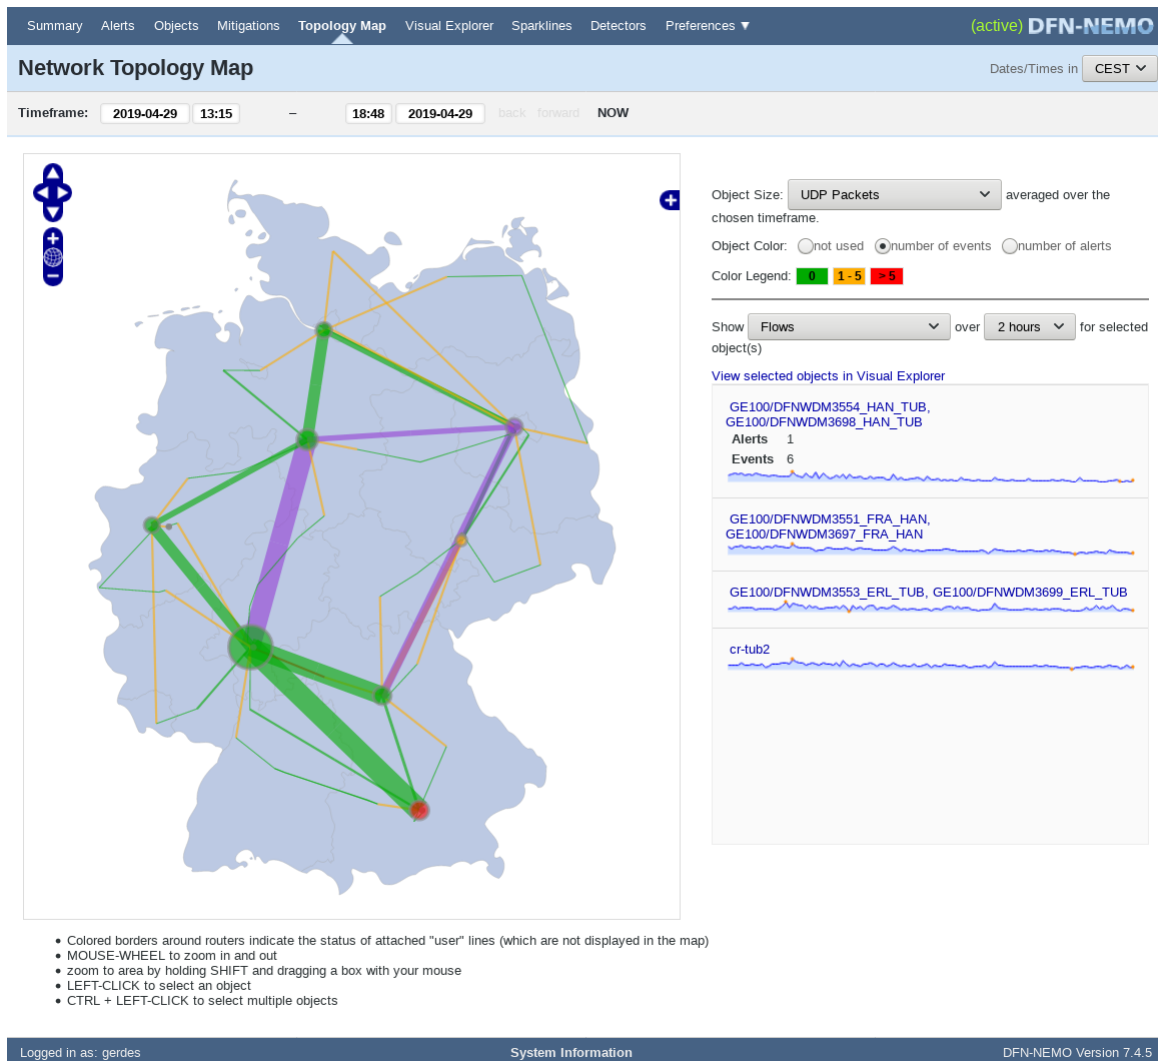 Summary Alerts Objects Mitigations Topology Map Visual Explorer Sparklines Detectors Preferences ▼ (active) DFN-NEMO
Network Topology Map Dates/Times in CEST
Timeframe: 2019-04-29 13:15 – 18:48 2019-04-29 back forward NOW
Object Size: UDP Packets averaged over the
chosen timeframe.
Object Color: not used number of events number of alerts
Color Legend: 0 1 - 5 > 5
Show Flows over 2 hours for selected
object(s)
View selected objects in Visual Explorer
GE100/DFNWDM3554_HAN_TUB,
GE100/DFNWDM3698_HAN_TUB
Alerts 1
Events 6
GE100/DFNWDM3551_FRA_HAN,
GE100/DFNWDM3697_FRA_HAN
GE100/DFNWDM3553_ERL_TUB, GE100/DFNWDM3699_ERL_TUB
cr-tub2
• Colored borders around routers indicate the status of attached "user" lines (which are not displayed in the map)
• MOUSE-WHEEL to zoom in and out
• zoom to area by holding SHIFT and dragging a box with your mouse
• LEFT-CLICK to select an object
• CTRL + LEFT-CLICK to select multiple objects
Logged in as: gerdes System Information DFN-NEMO Version 7.4.5